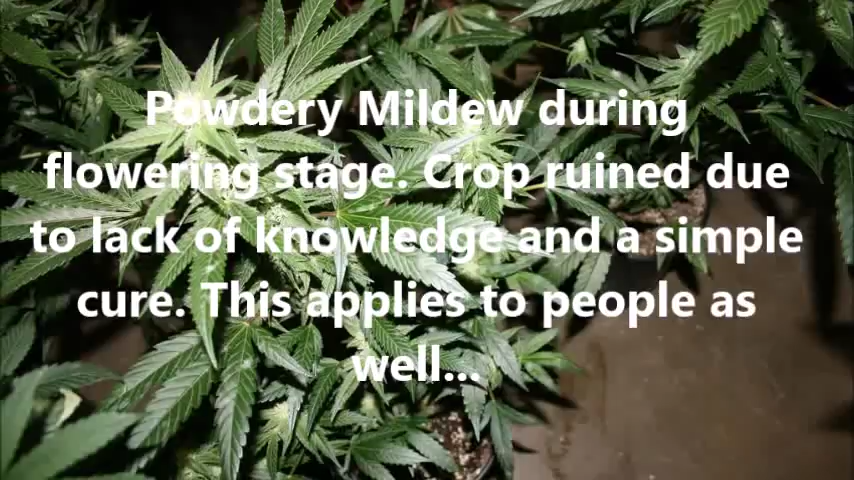 Powdery Mildew during
flowering stage. Crop ruined due
to lack of knowledge and a simple
cure. This applies to people as
well...